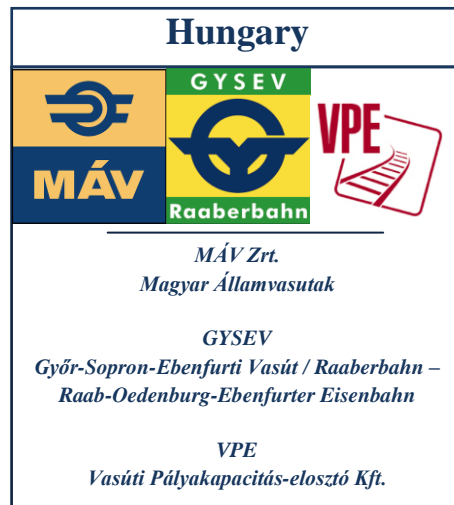 Hungary
MÁV
GYSEV
Raaberbahn
VPE
MÁV Zrt.
Magyar Államvasutak
GYSEV
Győr-Sopron-Ebenfurti Vasút / Raaberbahn –
Raab-Oedenburg-Ebenfurter Eisenbahn
VPE
Vasúti Pályakapacitás-elosztó Kft.